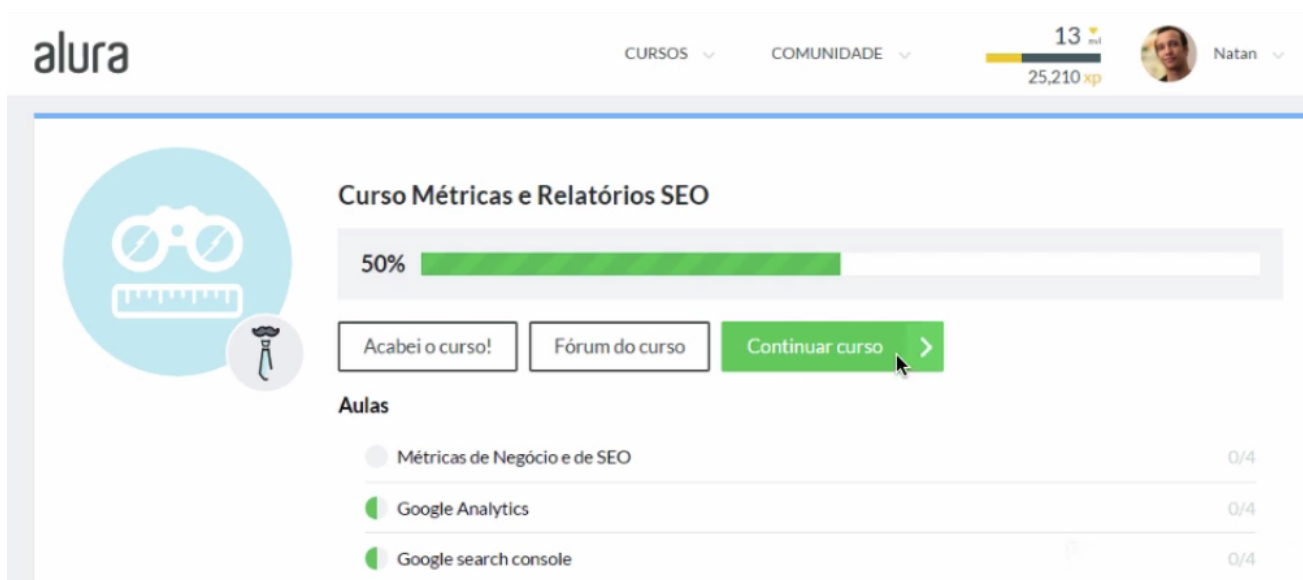 alura
CURSOS
COMUNIDADE
13 mil
25,210 xp
Natan
Curso Métricas e Relatórios SEO
50%
Acabei o curso!
Fórum do curso
Continuar curso
Aulas
Métricas de Negócio e de SEO 0/4
Google Analytics 0/4
Google search console 0/4